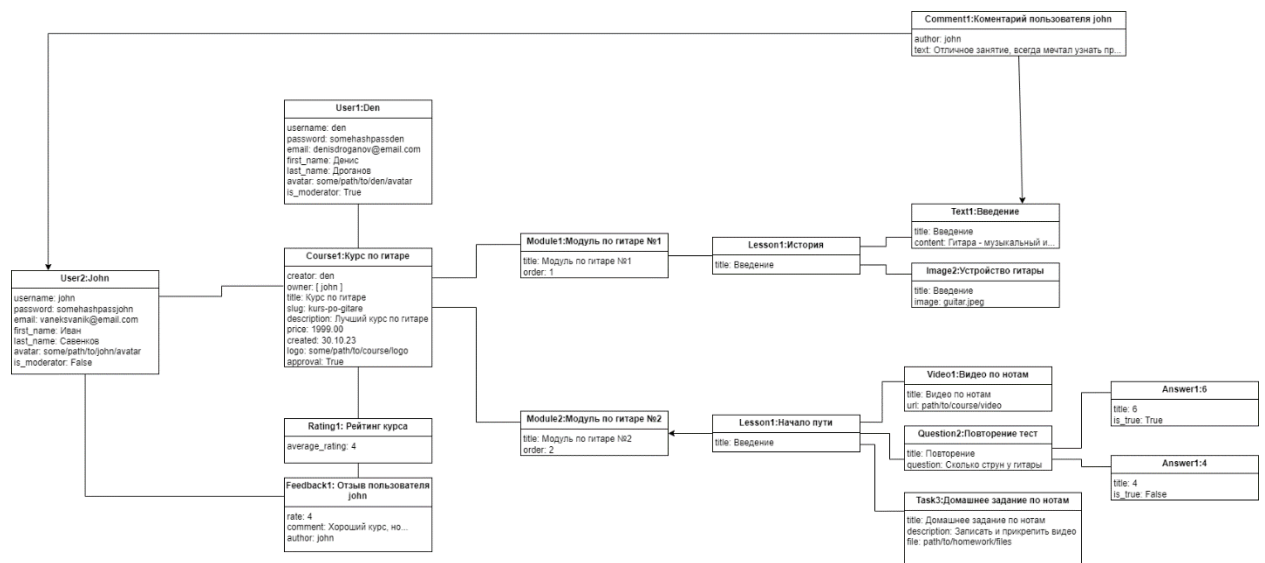 Comment1:Коментарий пользователя john
author: john
text: Отличное занятие, всегда мечтал узнать пр...
User1:Den
username: den
password: somehashpassden
email: denisdroganov@email.com
first_name: Денис
last_name: Дроганов
avatar: some/path/to/den/avatar
is_moderator: True
User2:John
username: john
password: somehashpassjohn
email: vaneksvanik@email.com
first_name: Иван
last_name: Савенков
avatar: some/path/to/john/avatar
is_moderator: False
Course1:Курс по гитаре
creator: den
owner: [ john ]
title: Курс по гитаре
slug: kurs-po-gitare
description: Лучший курс по гитаре
price: 1999.00
created: 30.10.23
logo: some/path/to/course/logo
approval: True
Rating1: Рейтинг курса
average_rating: 4
Feedback1: Отзыв пользователя
john
rate: 4
comment: Хороший курс, но...
author: john
Module1:Модуль по гитаре №1
title: Модуль по гитаре №1
order: 1
Lesson1:История
title: Введение
Text1:Введение
title: Введение
content: Гитара - музыкальный и...
Image2:Устройство гитары
title: Введение
image: guitar.jpeg
Module2:Модуль по гитаре №2
title: Модуль по гитаре №2
order: 2
Lesson1:Начало пути
title: Введение
Video1:Видео по нотам
title: Видео по нотам
url: path/to/course/video
Question2:Повторение тест
title: Повторение
question: Сколько струн у гитары
Answer1:6
title: 6
is_true: True
Answer1:4
title: 4
is_true: False
Task3:Домашнее задание по нотам
title: Домашнее задание по нотам
description: Записать и прикрепить видео
file: path/to/homework/files